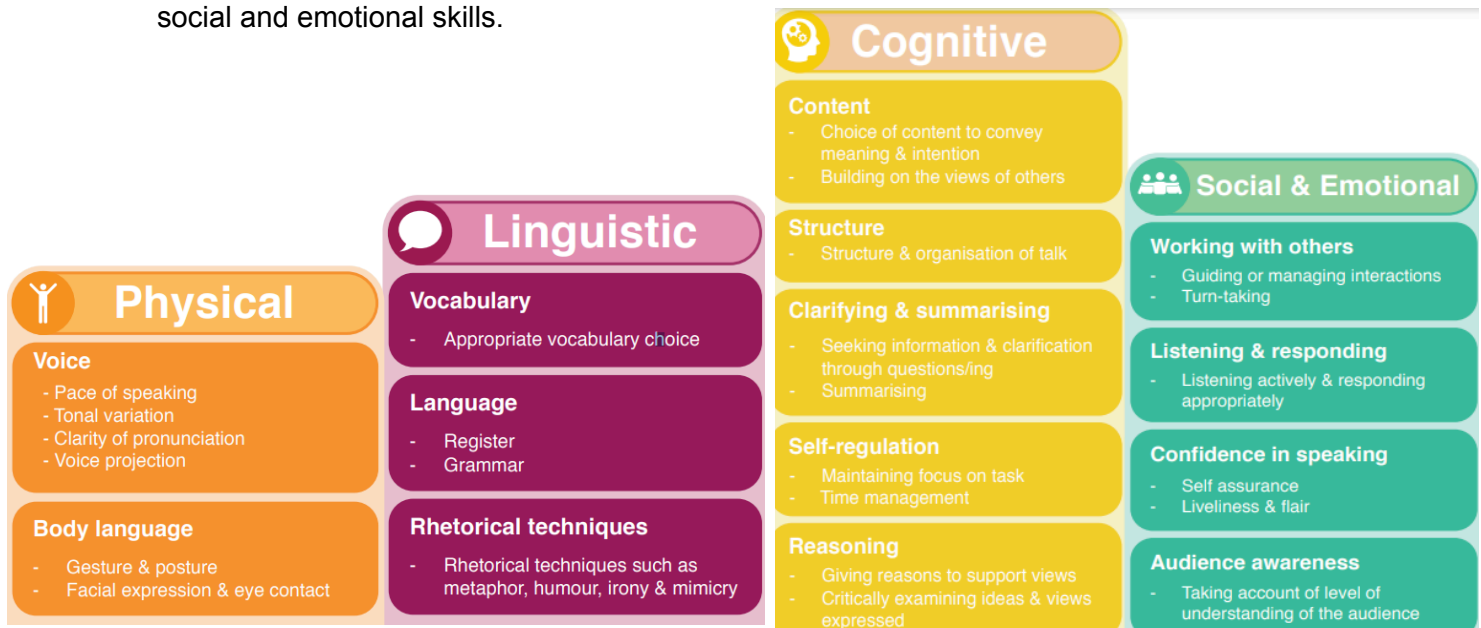 social and emotional skills.
Physical
Voice
- Pace of speaking
- Tonal variation
- Clarity of pronunciation
- Voice projection
Body language
- Gesture & posture
- Facial expression & eye contact
Linguistic
Vocabulary
- Appropriate vocabulary choice
Language
- Register
- Grammar
Rhetorical techniques
- Rhetorical techniques such as
metaphor, humour, irony & mimicry
Cognitive
Content
- Choice of content to convey
meaning & intention
- Building on the views of others
Structure
- Structure & organisation of talk
Clarifying & summarising
- Seeking information & clarification
through questions/ing
- Summarising
Self-regulation
- Maintaining focus on task
- Time management
Reasoning
- Giving reasons to support views
- Critically examining ideas & views
expressed
Social & Emotional
Working with others
- Guiding or managing interactions
- Turn-taking
Listening & responding
- Listening actively & responding
appropriately
Confidence in speaking
- Self assurance
- Liveliness & flair
Audience awareness
- Taking account of level of
understanding of the audience